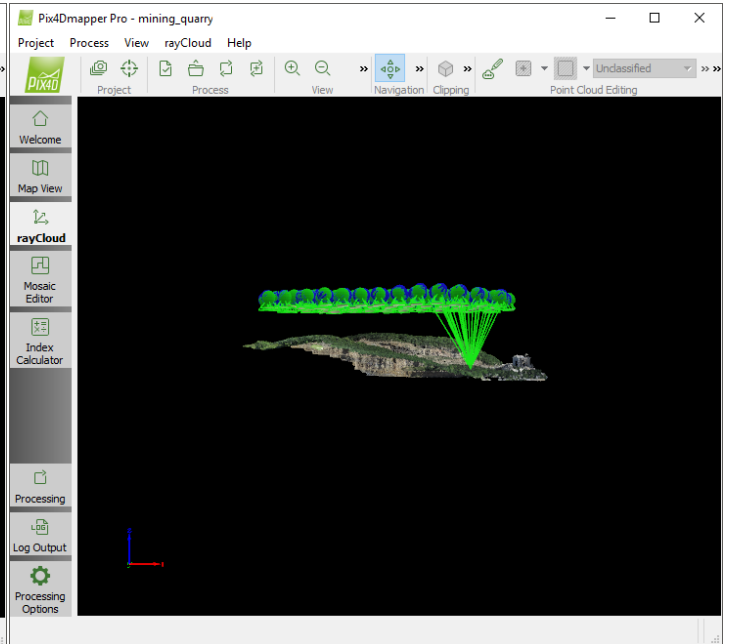 Pix4Dmapper Pro - mining_quarry
Project Process View rayCloud Help
PIX4D
Unclassified
Project Process View Navigation Clipping Point Cloud Editing
Welcome
Map View
rayCloud
Mosaic
Editor
Index
Calculator
Processing
LOG
Log Output
Processing
Options